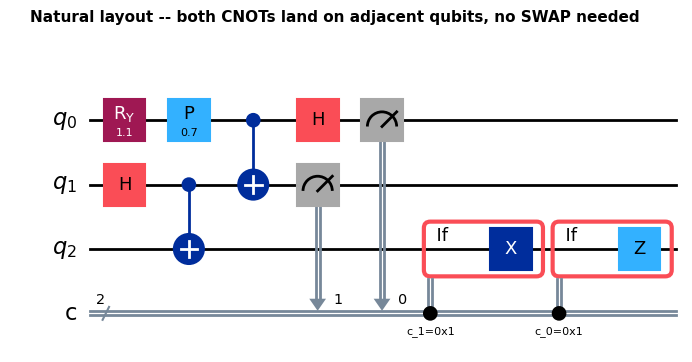 Natural layout -- both CNOTs land on adjacent qubits, no SWAP needed
q0 RY 1.1 P 0.7 H
q1 H
q2 If X If Z
c 2 1 0
c_1=0x1 c_0=0x1